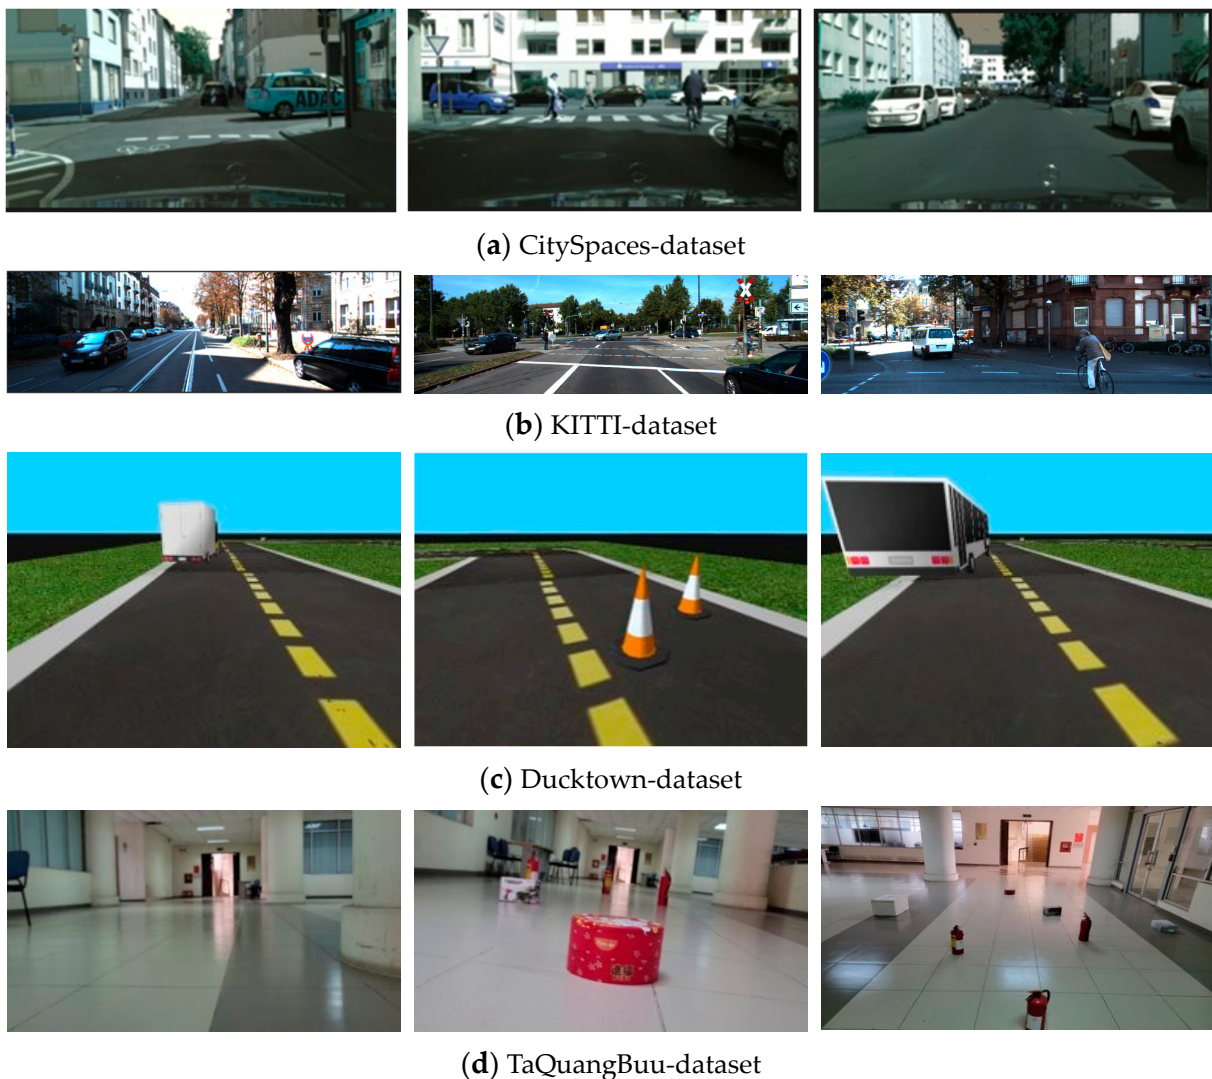 ADAC
(a) CitySpaces-dataset
(b) KITTI-dataset
(c) Ducktown-dataset
(d) TaQuangBuu-dataset